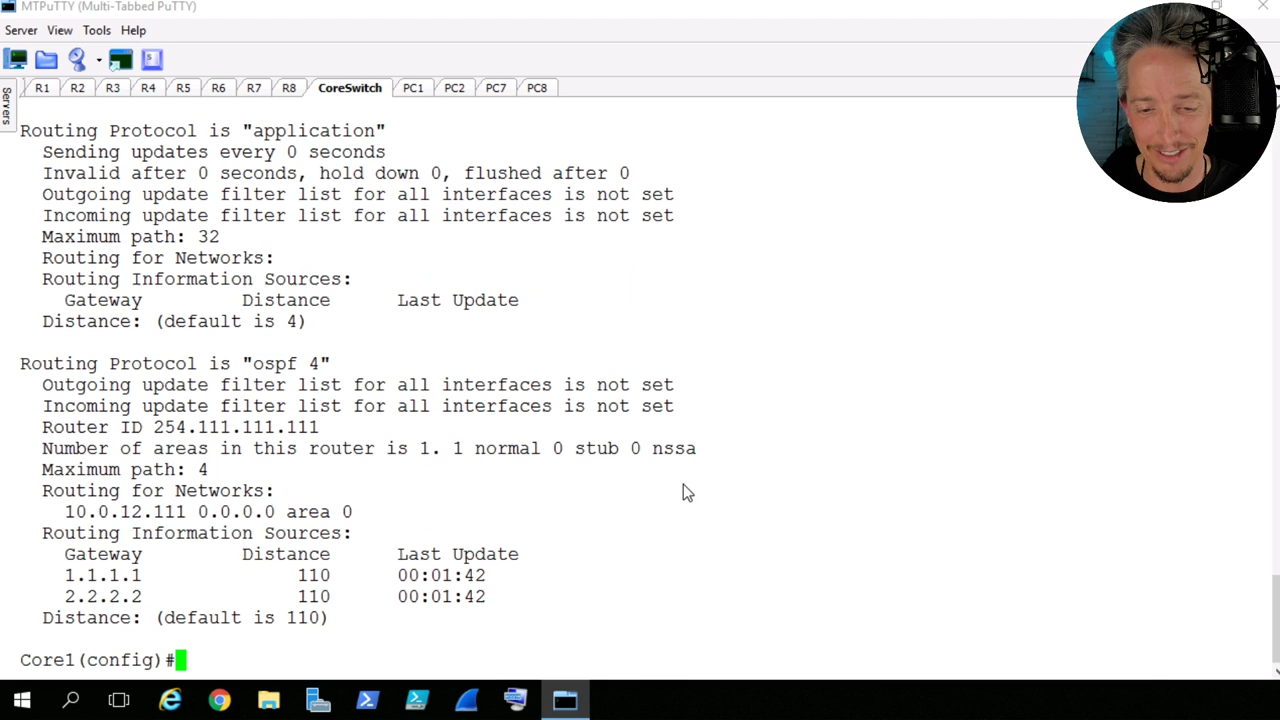 MTPuTTY (Multi-Tabbed PuTTY)
Server View Tools Help
R1 R2 R3 R4 R5 R6 R7 R8 CoreSwitch PC1 PC2 PC7 PC8
Servers
Routing Protocol is "application"
Sending updates every 0 seconds
Invalid after 0 seconds, hold down 0, flushed after 0
Outgoing update filter list for all interfaces is not set
Incoming update filter list for all interfaces is not set
Maximum path: 32
Routing for Networks:
Routing Information Sources:
Gateway Distance Last Update
Distance: (default is 4)
Routing Protocol is "ospf 4"
Outgoing update filter list for all interfaces is not set
Incoming update filter list for all interfaces is not set
Router ID 254.111.111.111
Number of areas in this router is 1. 1 normal 0 stub 0 nssa
Maximum path: 4
Routing for Networks:
10.0.12.111 0.0.0.0 area 0
Routing Information Sources:
Gateway Distance Last Update
1.1.1.1 110 00:01:42
2.2.2.2 110 00:01:42
Distance: (default is 110)
Core1(config)#